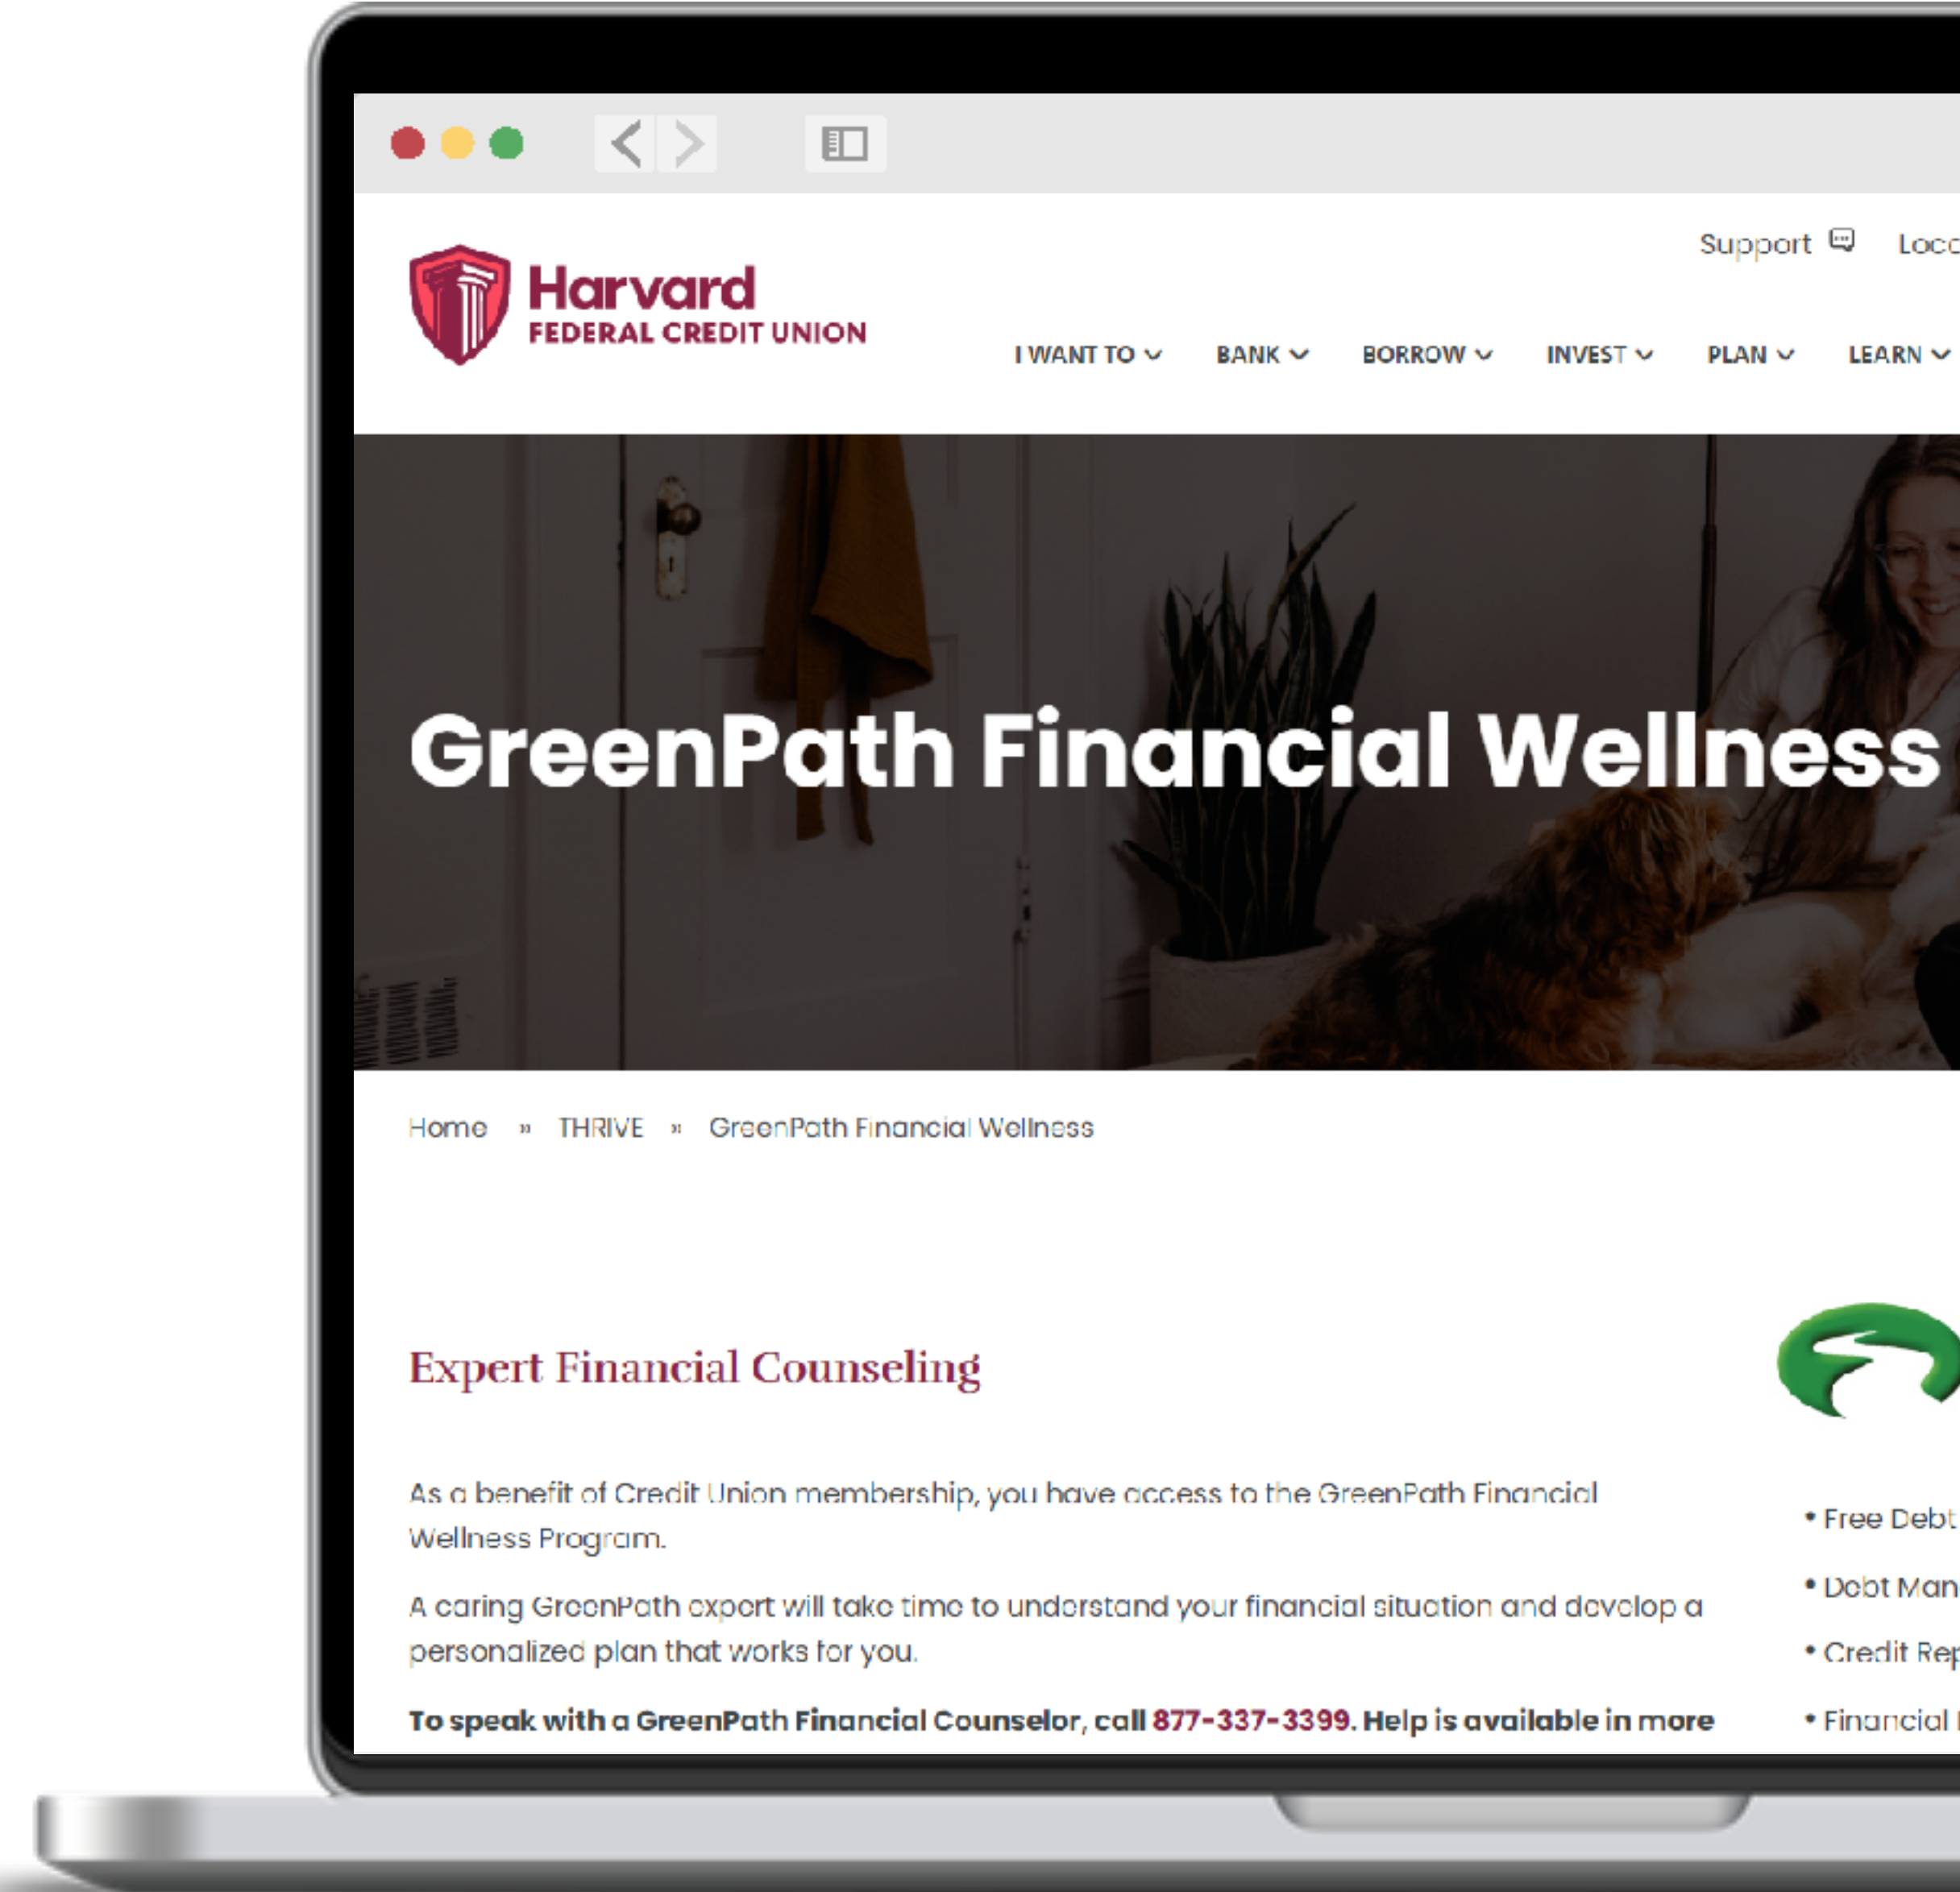 Support
Harvard
FEDERAL CREDIT UNION
I WANT TO BANK BORROW INVEST PLAN LEARN
GreenPath Financial Wellness
Home » THRIVE » GreenPath Financial Wellness
Expert Financial Counseling
As a benefit of Credit Union membership, you have access to the GreenPath Financial
Wellness Program.
A caring GreenPath expert will take time to understand your financial situation and develop a
personalized plan that works for you.
To speak with a GreenPath Financial Counselor, call 877-337-3399. Help is available in more
• Free Debt
• Debt Man
• Credit Rep
• Financial